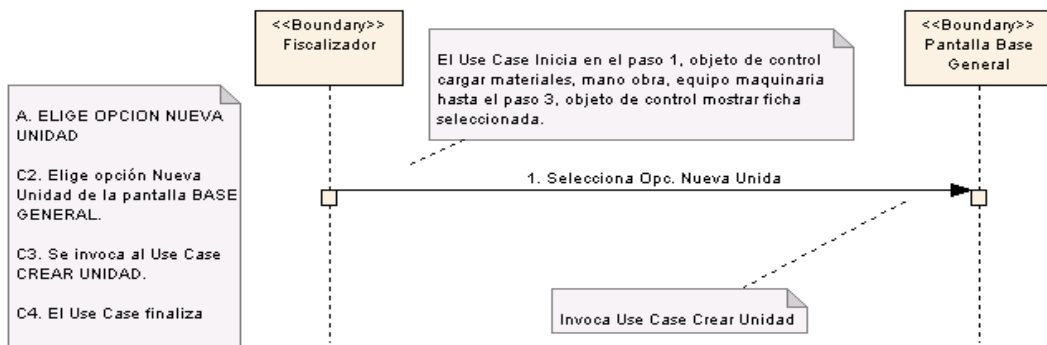 <<Boundary>>
Fiscalizador
<<Boundary>>
Pantalla Base
General
El Use Case Inicia en el paso 1, objeto de control
cargar materiales, mano obra, equipo maquinaria
hasta el paso 3, objeto de control mostrar ficha
seleccionada.
A. ELIGE OPCION NUEVA
UNIDAD
C2. Elige opción Nueva
Unidad de la pantalla BASE
GENERAL.
C3. Se invoca al Use Case
CREAR UNIDAD.
C4. El Use Case finaliza
1. Selecciona Opc. Nueva Unida
Invoca Use Case Crear Unidad